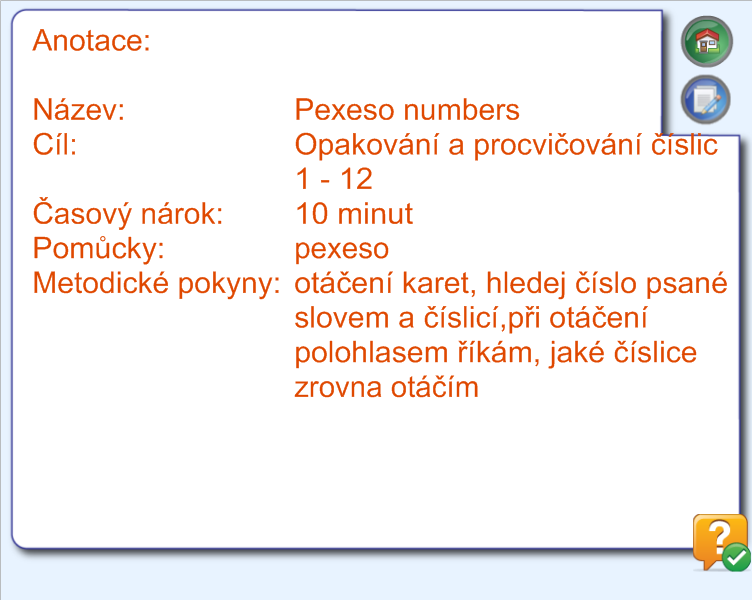 Anotace:
Název: Pexeso numbers
Cíl: Opakování a procvičování číslic
1 - 12
Časový nárok: 10 minut
Pomůcky: pexeso
Metodické pokyny: otáčení karet, hledej číslo psané
slovem a číslicí,při otáčení
polohlasem říkám, jaké číslice
zrovna otáčím
?